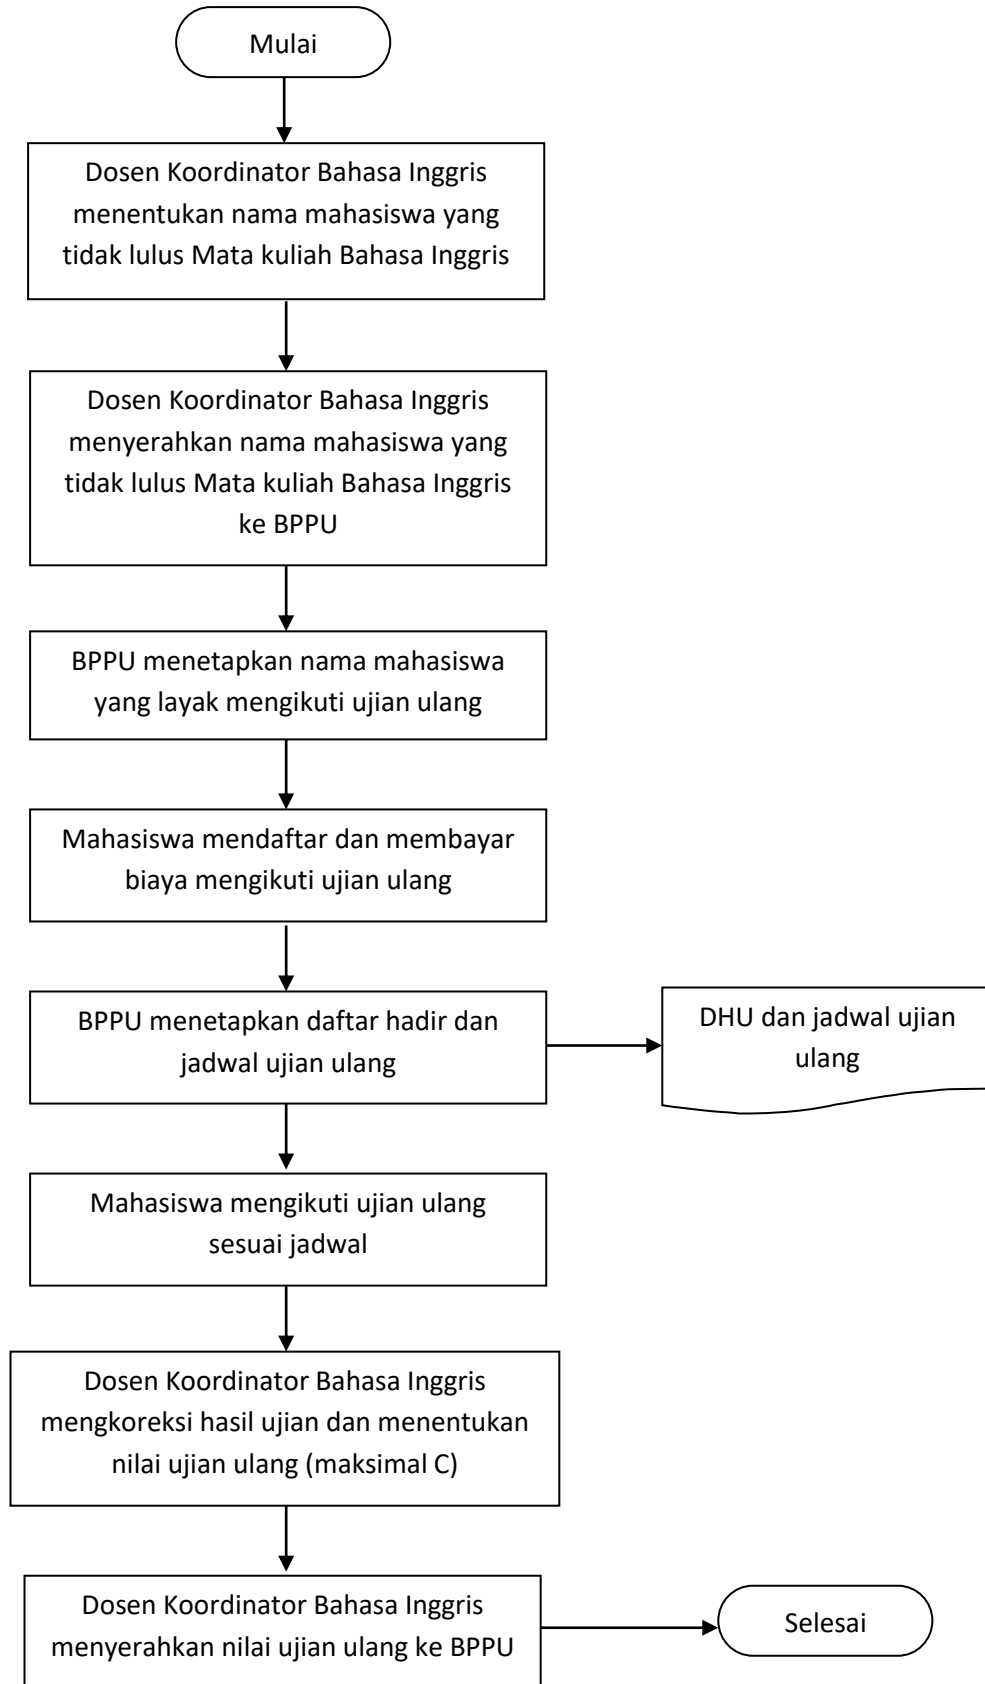 Mulai
Dosen Koordinator Bahasa Inggris
menentukan nama mahasiswa yang
tidak lulus Mata kuliah Bahasa Inggris
Dosen Koordinator Bahasa Inggris
menyerahkan nama mahasiswa yang
tidak lulus Mata kuliah Bahasa Inggris
ke BPPU
BPPU menetapkan nama mahasiswa
yang layak mengikuti ujian ulang
Mahasiswa mendaftar dan membayar
biaya mengikuti ujian ulang
BPPU menetapkan daftar hadir dan
jadwal ujian ulang
DHU dan jadwal ujian
ulang
Mahasiswa mengikuti ujian ulang
sesuai jadwal
Dosen Koordinator Bahasa Inggris
mengkoreksi hasil ujian dan menentukan
nilai ujian ulang (maksimal C)
Dosen Koordinator Bahasa Inggris
menyerahkan nilai ujian ulang ke BPPU
Selesai